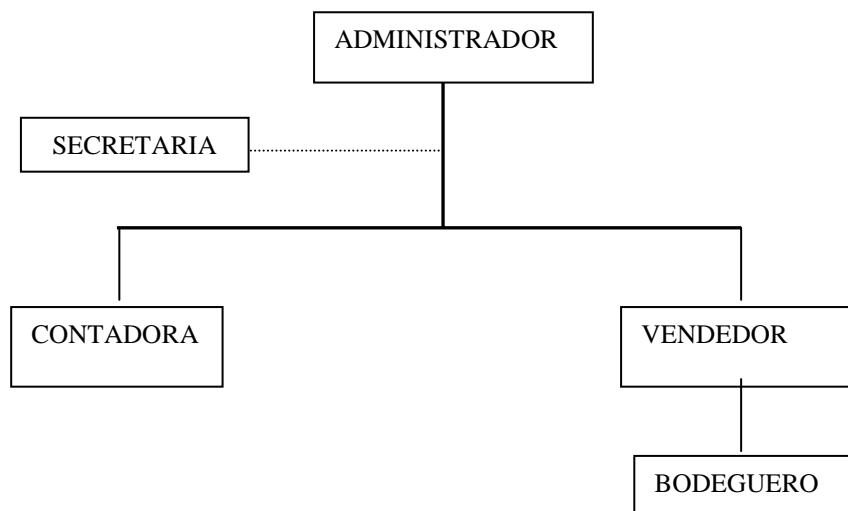 ADMINISTRADOR
SECRETARIA
CONTADORA
VENDEDOR
BODEGUERO